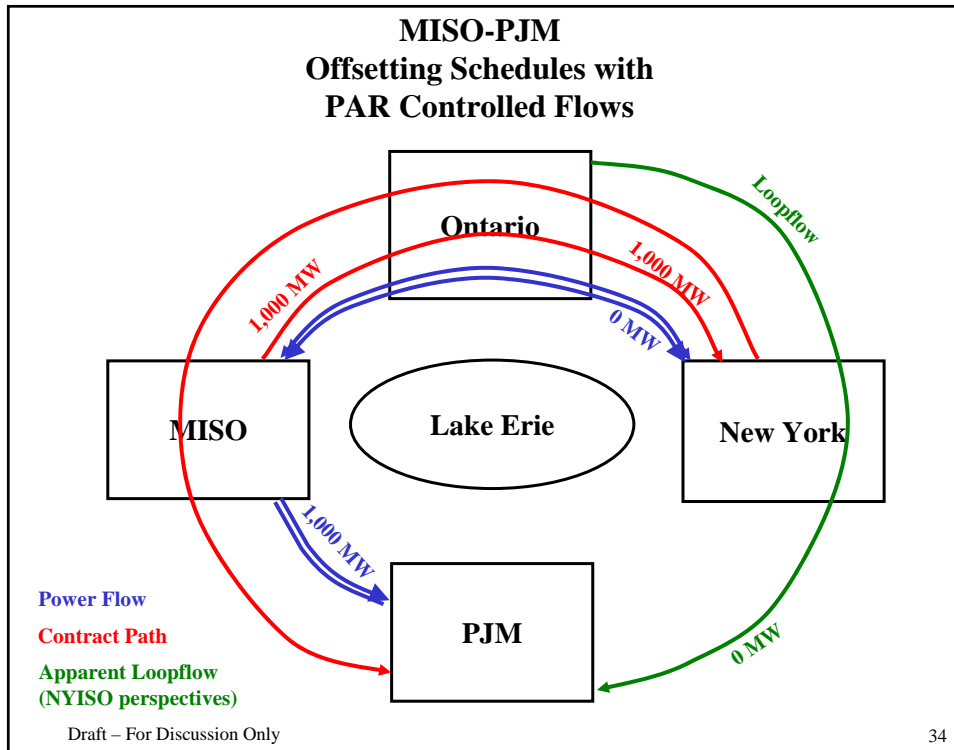 MISO-PJM
Offsetting Schedules with
PAR Controlled Flows
Ontario
Loopflow
1,000 MW
1,000 MW
0 MW
MISO
Lake Erie
New York
1,000 MW
PJM
0 MW
Power Flow
Contract Path
Apparent Loopflow
(NYISO perspectives)
Draft – For Discussion Only
34